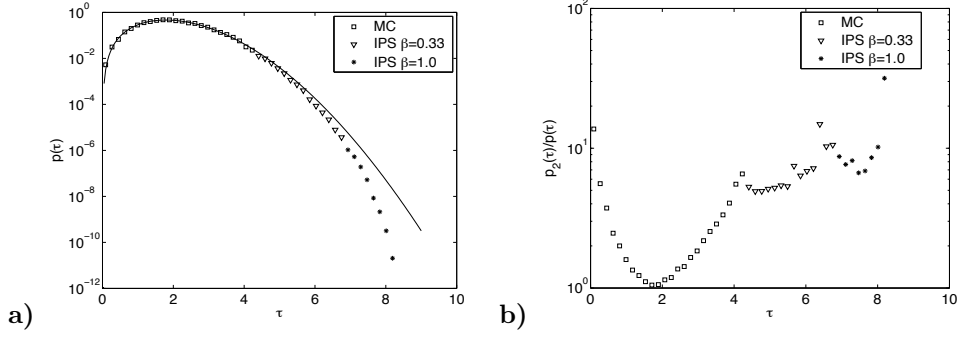 10^0
10^-2
10^-4
10^-6
10^-8
10^-10
10^-12
p(τ)
0 2 4 6 8 10
τ
MC
IPS β=0.33
IPS β=1.0
a)
10^2
10^1
10^0
p_2(τ)/p(τ)
0 2 4 6 8 10
τ
MC
IPS β=0.33
IPS β=1.0
b)